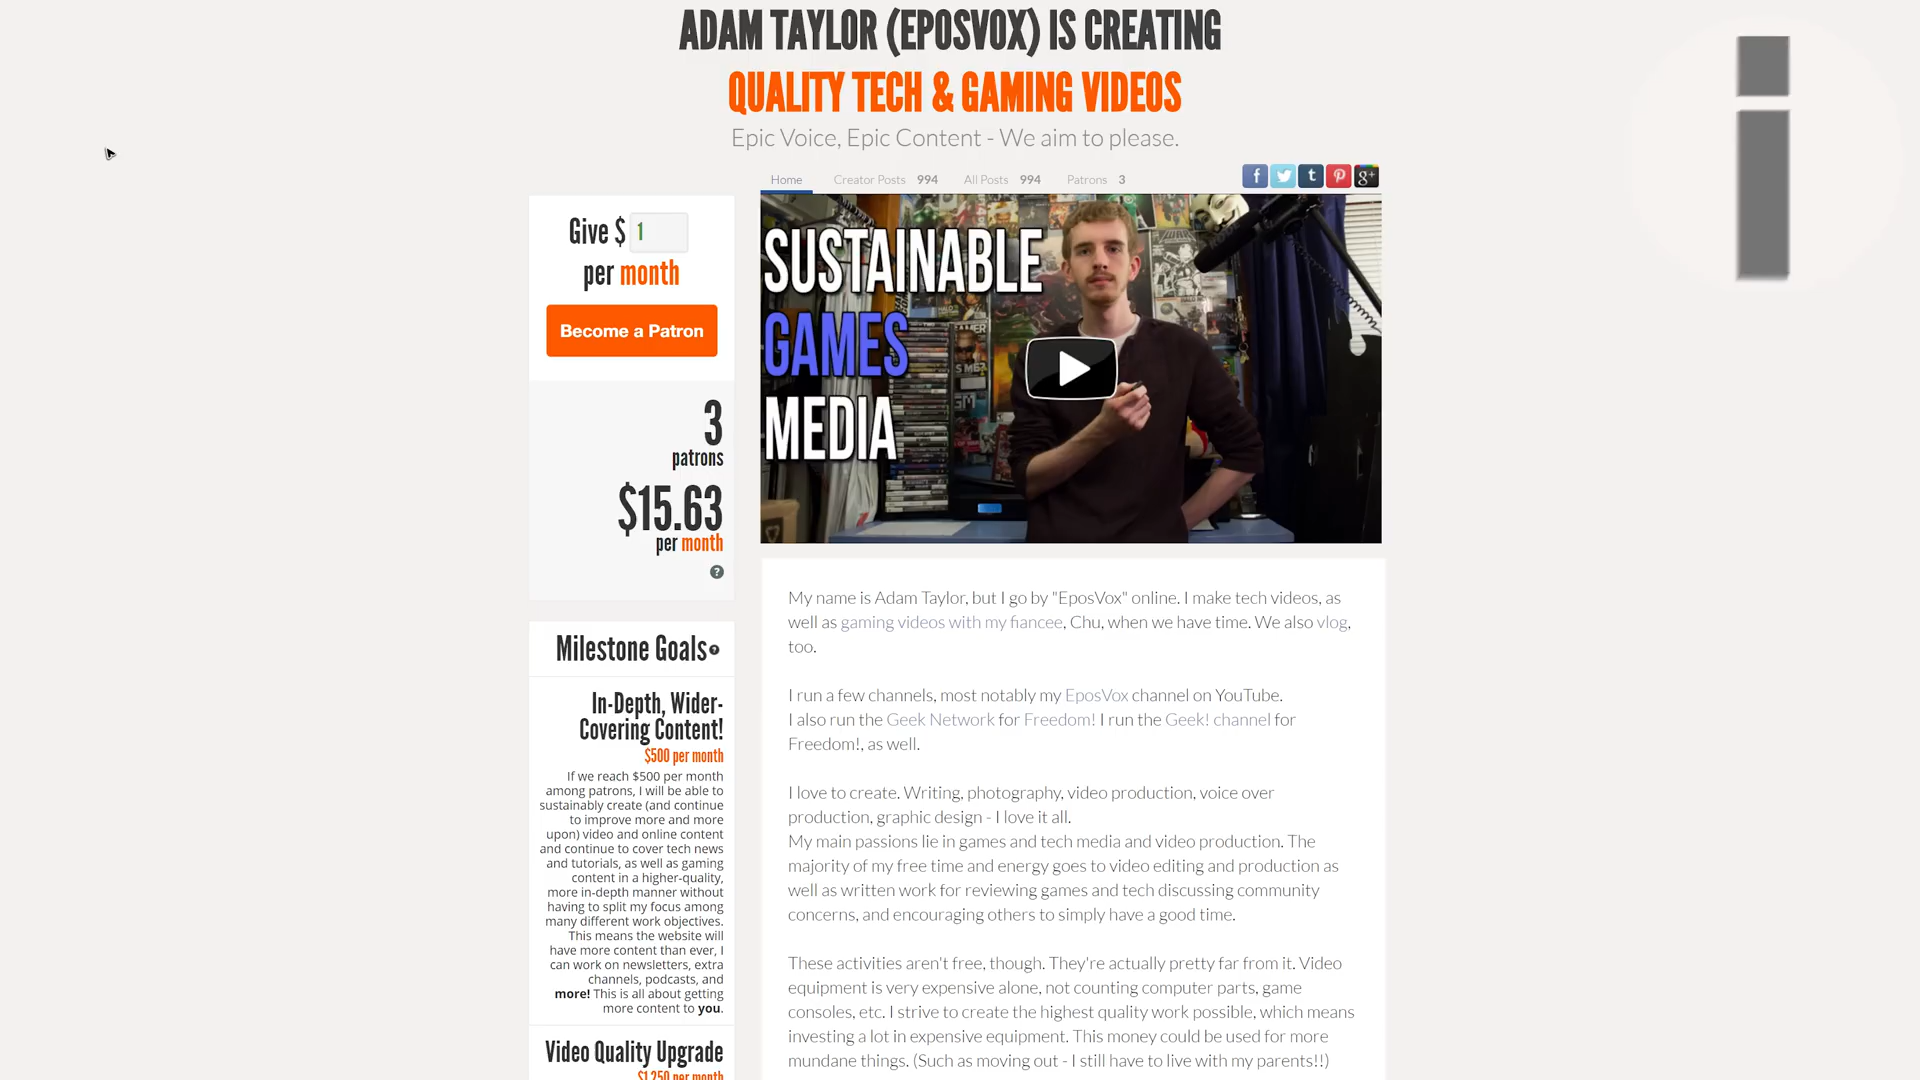 ADAM TAYLOR (EPOSVOX) IS CREATING
QUALITY TECH & GAMING VIDEOS
Epic Voice, Epic Content - We aim to please.
Home
Creator Posts 994
All Posts 994
Patrons 3
Give $ 1
per month
Become a Patron
3
patrons
$15.63
per month
Milestone Goals
In-Depth, Wider-
Covering Content!
$500 per month
If we reach $500 per month
among patrons, I will be able to
sustainably create (and continue
to improve more and more
upon) video and online content
and continue to cover tech news
and tutorials, as well as gaming
content in a higher-quality,
more in-depth manner without
having to split my focus among
many different work objectives.
This means the website will
have more content than ever, I
can work on newsletters, extra
channels, podcasts, and
more! This is all about getting
more content to you.
Video Quality Upgrade
$1,250 per month
SUSTAINABLE
GAMES
MEDIA
My name is Adam Taylor, but I go by "EposVox" online. I make tech videos, as
well as gaming videos with my fiancee, Chu, when we have time. We also vlog,
too.
I run a few channels, most notably my EposVox channel on YouTube.
I also run the Geek Network for Freedom! I run the Geek! channel for
Freedom!, as well.
I love to create. Writing, photography, video production, voice over
production, graphic design - I love it all.
My main passions lie in games and tech media and video production. The
majority of my free time and energy goes to video editing and production as
well as written work for reviewing games and tech discussing community
concerns, and encouraging others to simply have a good time.
These activities aren't free, though. They're actually pretty far from it. Video
equipment is very expensive alone, not counting computer parts, game
consoles, etc. I strive to create the highest quality work possible, which means
investing a lot in expensive equipment. This money could be used for more
mundane things. (Such as moving out - I still have to live with my parents!!)